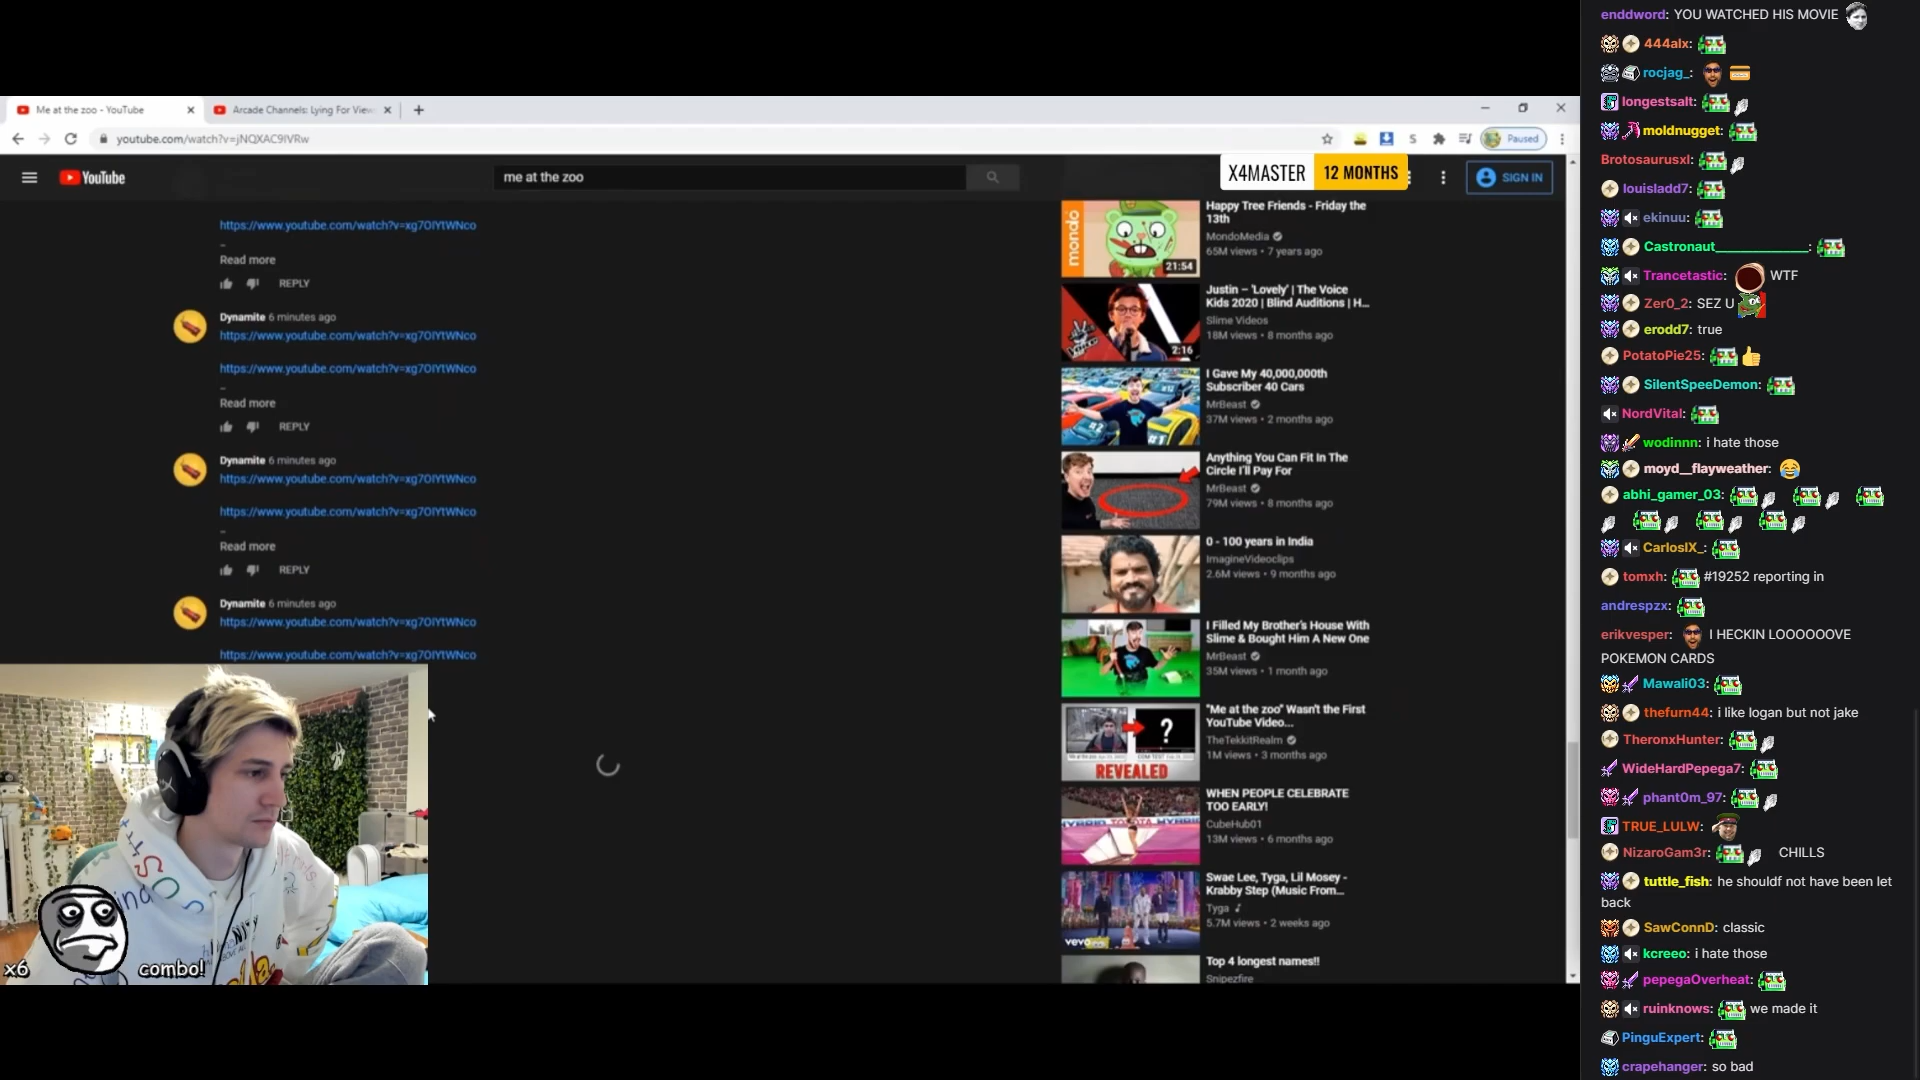 Me at the zoo - YouTube
Arcade Channels: Lying For View
youtube.com/watch?v=jNQXAC9IVRw
Paused
YouTube
me at the zoo
X4MASTER 12 MONTHS
SIGN IN
https://www.youtube.com/watch?v=xg7OIYtWNco
_
Read more
REPLY
Dynamite 6 minutes ago
https://www.youtube.com/watch?v=xg7OIYtWNco
https://www.youtube.com/watch?v=xg7OIYtWNco
_
Read more
REPLY
Dynamite 6 minutes ago
https://www.youtube.com/watch?v=xg7OIYtWNco
https://www.youtube.com/watch?v=xg7OIYtWNco
_
Read more
REPLY
Dynamite 6 minutes ago
https://www.youtube.com/watch?v=xg7OIYtWNco
https://www.youtube.com/watch?v=xg7OIYtWNco
x6
combo!
mondo
21:54
Happy Tree Friends - Friday the
13th
MondoMedia
65M views • 7 years ago
2:16
Justin – 'Lovely' | The Voice
Kids 2020 | Blind Auditions | H...
Slime Videos
18M views • 8 months ago
I Gave My 40,000,000th
Subscriber 40 Cars
MrBeast
37M views • 2 months ago
Anything You Can Fit In The
Circle I'll Pay For
MrBeast
79M views • 8 months ago
0 - 100 years in India
ImagineVideoclips
2.6M views • 9 months ago
I Filled My Brother's House With
Slime & Bought Him A New One
MrBeast
35M views • 1 month ago
?
REVEALED
"Me at the zoo" Wasn't the First
YouTube Video...
TheTekkitRealm
1M views • 3 months ago
WHEN PEOPLE CELEBRATE
TOO EARLY!
CubeHub01
13M views • 6 months ago
vevo
Swae Lee, Tyga, Lil Mosey -
Krabby Step (Music From...
Tyga
5.7M views • 2 weeks ago
Top 4 longest names!!
Snipezfire
enddword: YOU WATCHED HIS MOVIE
444alx:
rocjag_:
longestsalt:
moldnugget:
Brotosaurusxl:
louisladd7:
ekinuu:
Castronaut_____________:
Trancetastic: WTF
Zer0_2: SEZ U
erodd7: true
PotatoPie25:
SilentSpeeDemon:
NordVital:
wodinnn: i hate those
moyd__flayweather:
abhi_gamer_03:
CarlosIX_:
tomxh: #19252 reporting in
andrespzx:
erikvesper: I HECKIN LOOOOOOVE
POKEMON CARDS
Mawali03:
thefurn44: i like logan but not jake
TheronxHunter:
WideHardPepega7:
phant0m_97:
TRUE_LULW:
NizaroGam3r: CHILLS
tuttle_fish: he shouldf not have been let
back
SawConnD: classic
kcreeo: i hate those
pepegaOverheat:
ruinknows: we made it
PinguExpert:
crapehanger: so bad